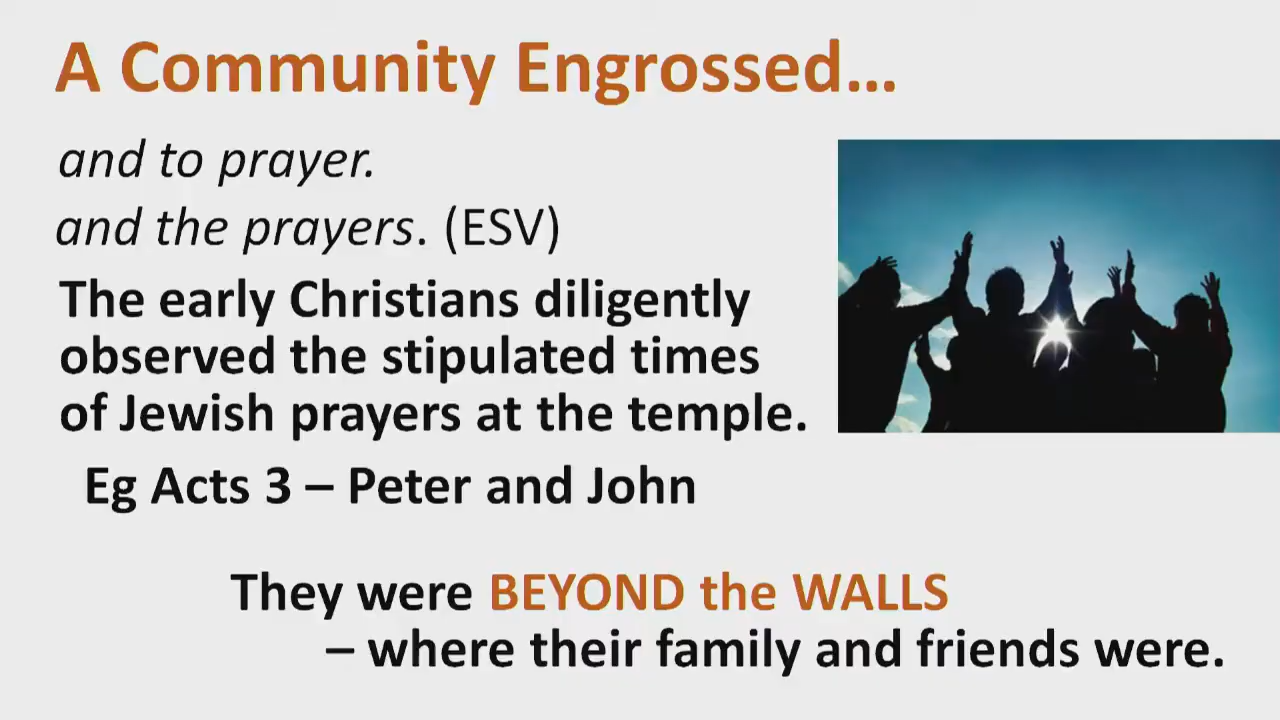 A Community Engrossed...
and to prayer.
and the prayers. (ESV)
The early Christians diligently
observed the stipulated times
of Jewish prayers at the temple.
Eg Acts 3 – Peter and John
They were BEYOND the WALLS
– where their family and friends were.